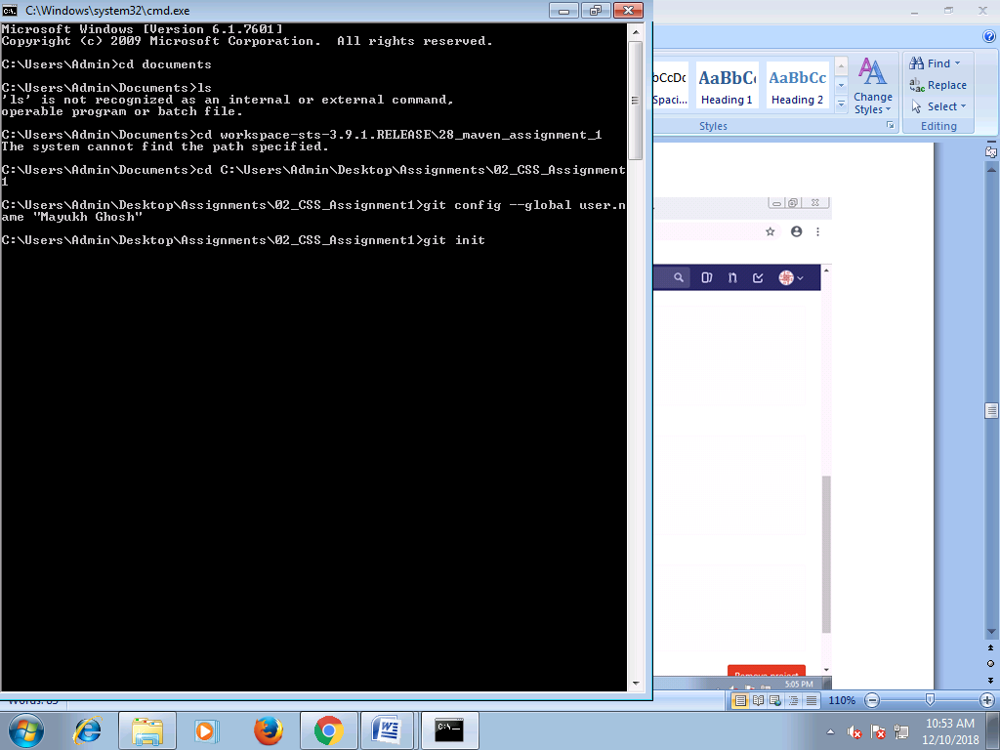 C:\Windows\system32\cmd.exe
Microsoft Windows [Version 6.1.7601]
Copyright (c) 2009 Microsoft Corporation.  All rights reserved.
C:\Users\Admin>cd documents
C:\Users\Admin\Documents>ls
'ls' is not recognized as an internal or external command,
operable program or batch file.
C:\Users\Admin\Documents>cd workspace-sts-3.9.1.RELEASE\28_maven_assignment_1
The system cannot find the path specified.
C:\Users\Admin\Documents>cd C:\Users\Admin\Desktop\Assignments\02_CSS_Assignment
1
C:\Users\Admin\Desktop\Assignments\02_CSS_Assignment1>git config --global user.n
ame "Mayukh Ghosh"
C:\Users\Admin\Desktop\Assignments\02_CSS_Assignment1>git init
bCcDc AaBbC AaBbCc
Spaci... Heading 1 Heading 2
Change
Styles
Styles
Find
Replace
Select
Editing
Remove project
5:05 PM
110%
10:53 AM
12/10/2018